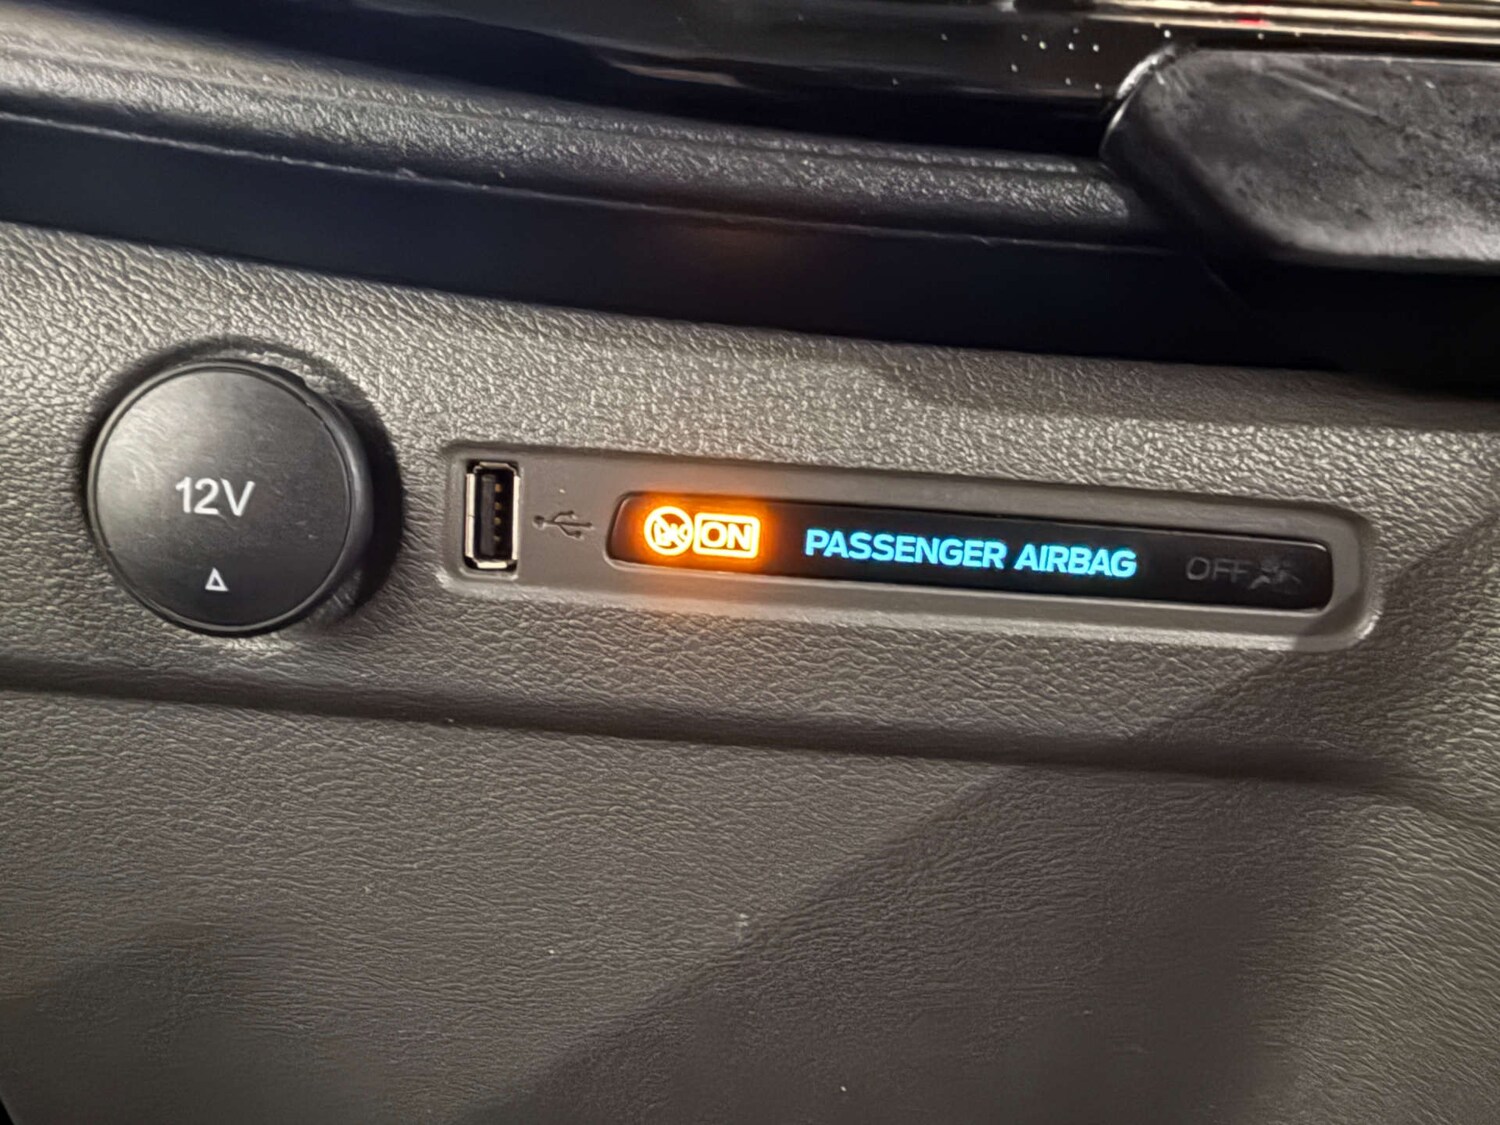 12V
ON PASSENGER AIRBAG OFF